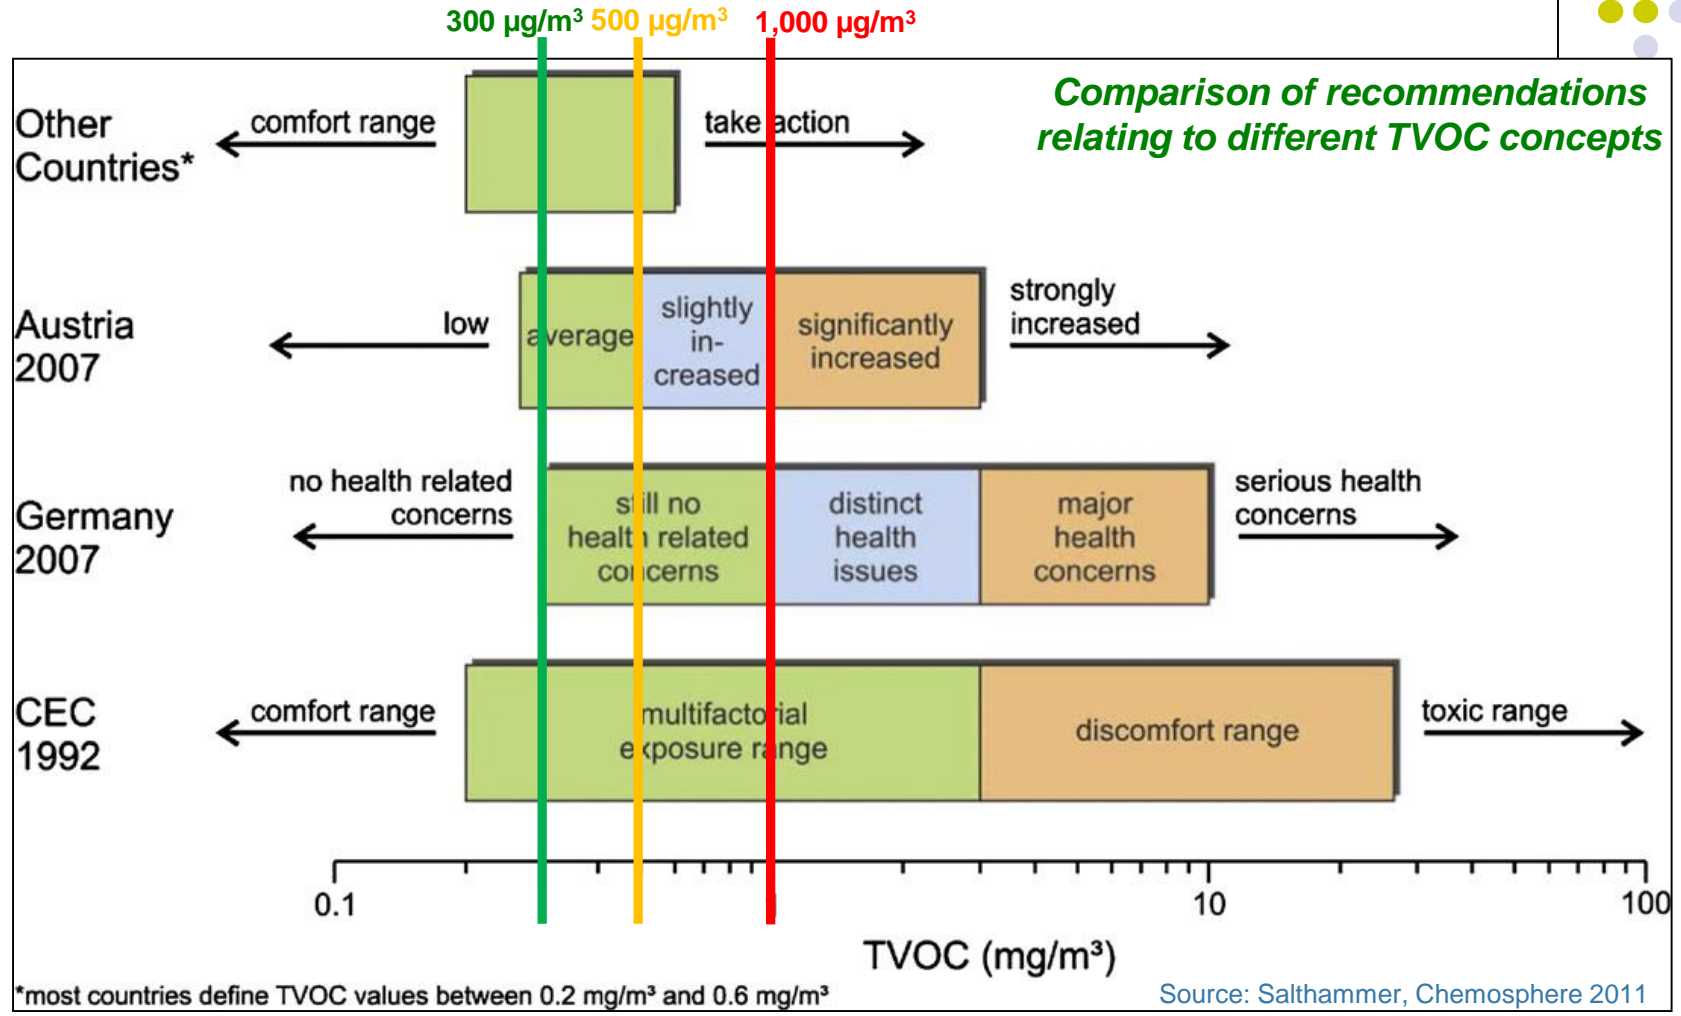 300 µg/m³ 500 µg/m³ 1,000 µg/m³
Comparison of recommendations
relating to different TVOC concepts
Other
Countries*
comfort range
take action
Austria
2007
low
average
slightly
in-
creased
significantly
increased
strongly
increased
Germany
2007
no health related
concerns
still no
health related
concerns
distinct
health
issues
major
health
concerns
serious health
concerns
CEC
1992
comfort range
multifactorial
exposure range
discomfort range
toxic range
0.1
10
100
TVOC (mg/m³)
*most countries define TVOC values between 0.2 mg/m³ and 0.6 mg/m³
Source: Salthammer, Chemosphere 2011